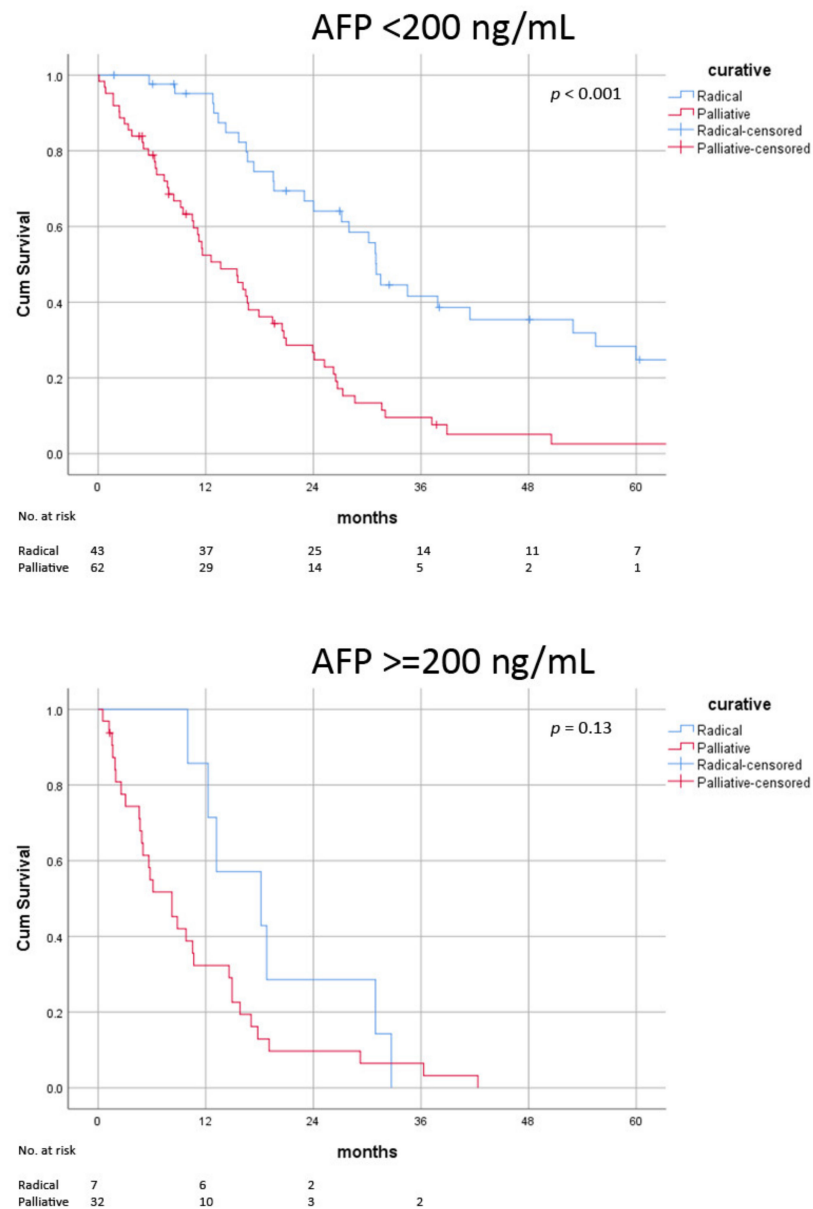 AFP <200 ng/mL
p < 0.001
curative
Radical
Palliative
Radical-censored
Palliative-censored
Cum Survival
1.0
0.8
0.6
0.4
0.2
0.0
0 12 24 36 48 60
months
No. at risk
Radical 43 37 25 14 11 7
Palliative 62 29 14 5 2 1
AFP >=200 ng/mL
p = 0.13
curative
Radical
Palliative
Radical-censored
Palliative-censored
Cum Survival
1.0
0.8
0.6
0.4
0.2
0.0
0 12 24 36 48 60
months
No. at risk
Radical 7 6 2
Palliative 32 10 3 2